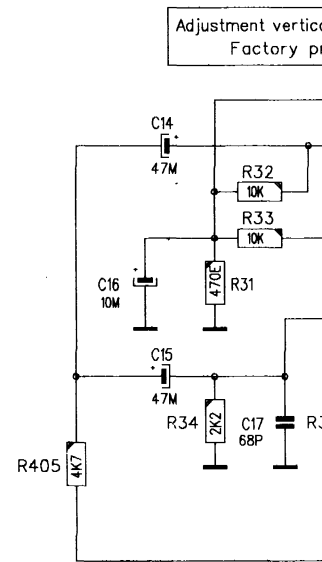 Adjustment vertic
Factory pr
C14
+
47M
R32
10K
R33
10K
+
C16
10M
470E
R31
C15
+
47M
R34
2K2
C17
68P
R3
R405
4K7